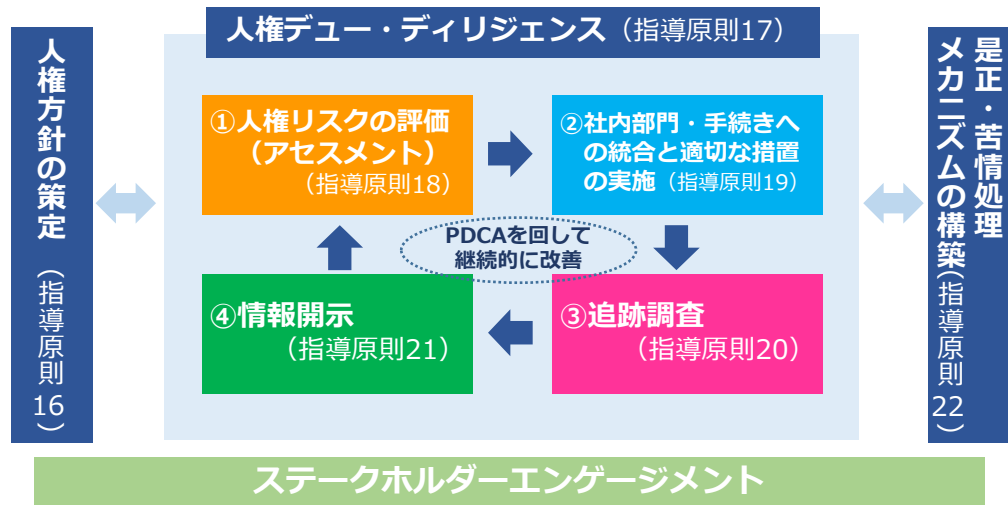 人権デュー・ディリジェンス（指導原則17）
人権方針の策定（指導原則16）
①人権リスクの評価
（アセスメント）
（指導原則18）
②社内部門・手続きへ
の統合と適切な措置
の実施（指導原則19）
PDCAを回して
継続的に改善
④情報開示
（指導原則21）
③追跡調査
（指導原則20）
是正・苦情処理
メカニズムの構築（指導原則22）
ステークホルダーエンゲージメント